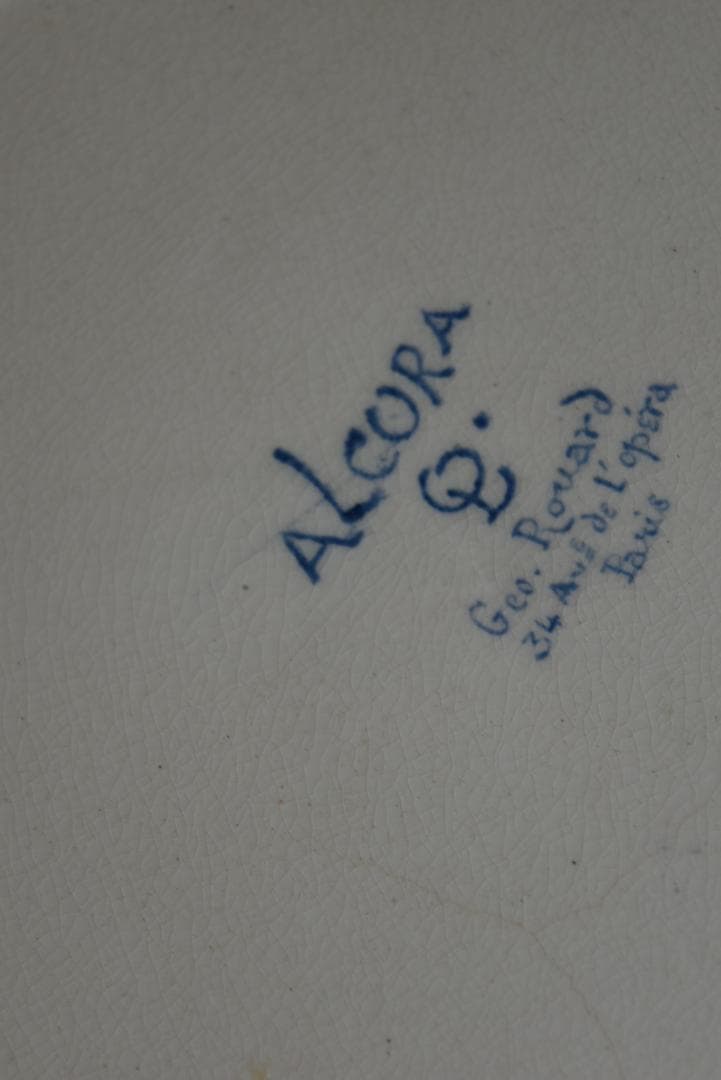 ALCORA
Q.
Geo. Rouard
34 Ave de l'opéra
Paris